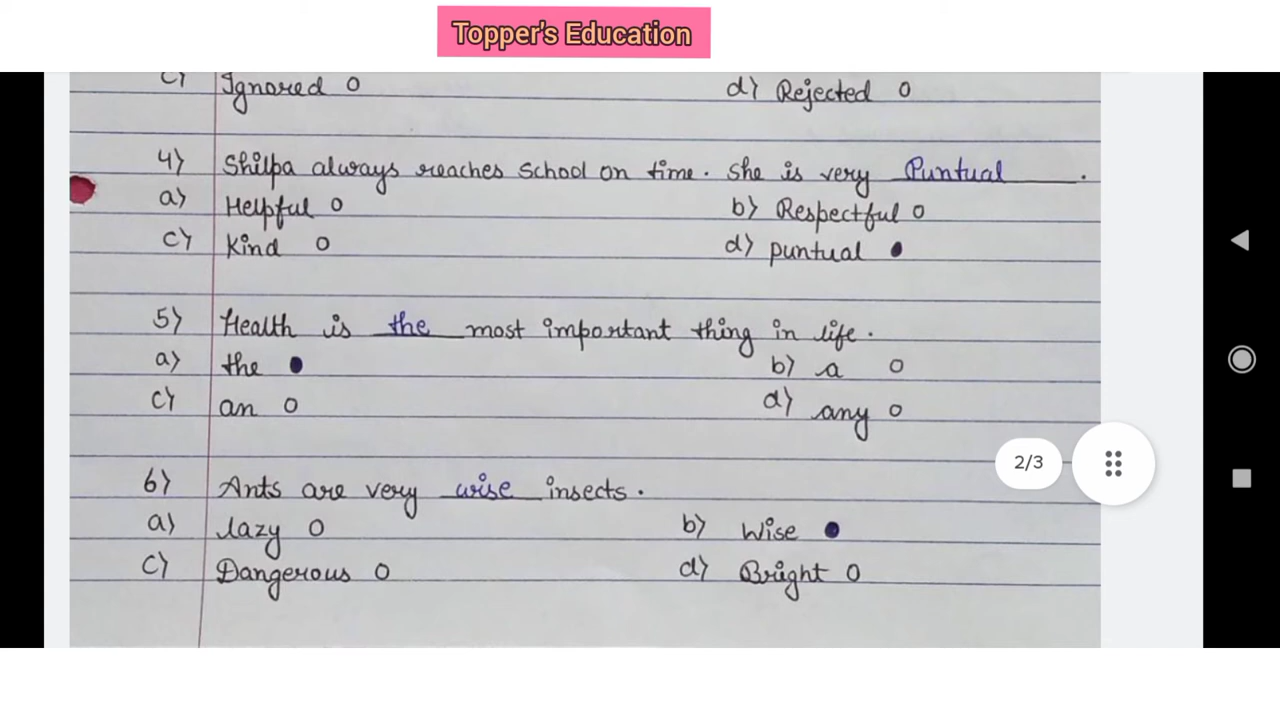 Topper's Education
c) Ignored O d) Rejected O
4) Shilpa always reaches school on time. She is very Puntual.
a) Helpful O b) Respectful O
c) Kind O d) puntual ●
5) Health is the most important thing in life.
a) the ● b) a O
c) an O d) any O
2/3
6) Ants are very wise insects.
a) lazy O b) Wise ●
c) Dangerous O d) Bright O